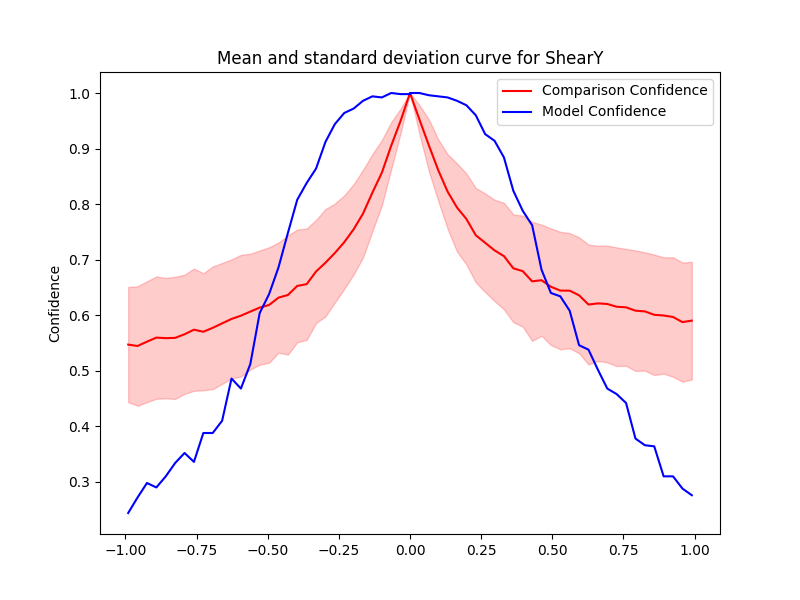 Mean and standard deviation curve for ShearY
Comparison Confidence
Model Confidence
Confidence
1.0
0.9
0.8
0.7
0.6
0.5
0.4
0.3
−1.00 −0.75 −0.50 −0.25 0.00 0.25 0.50 0.75 1.00